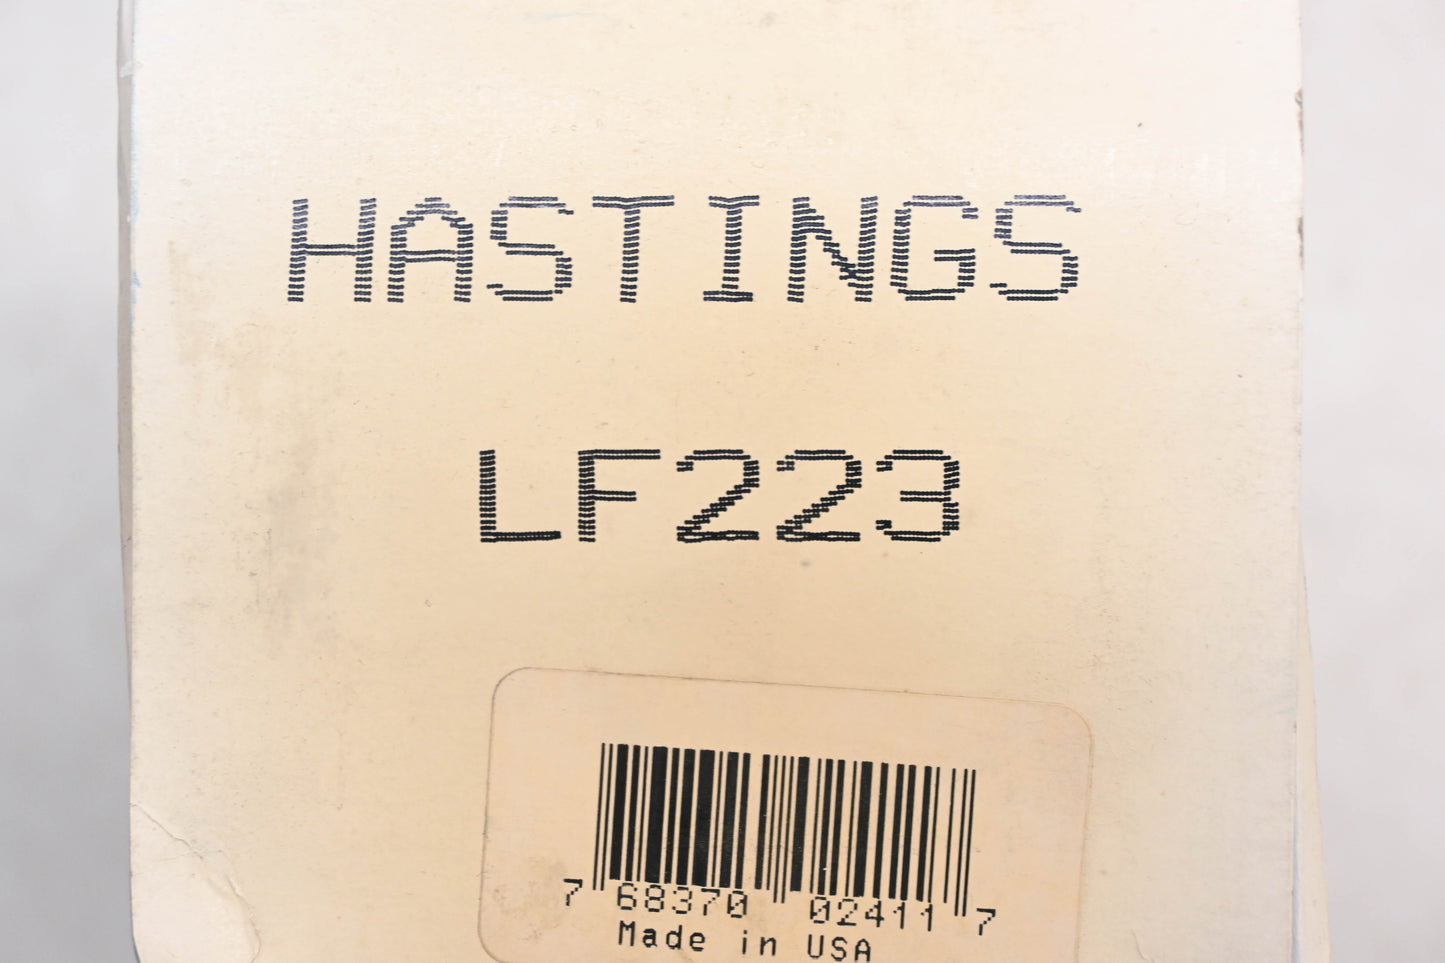 HASTINGS
LF223
7 68370 02411 7
Made in USA